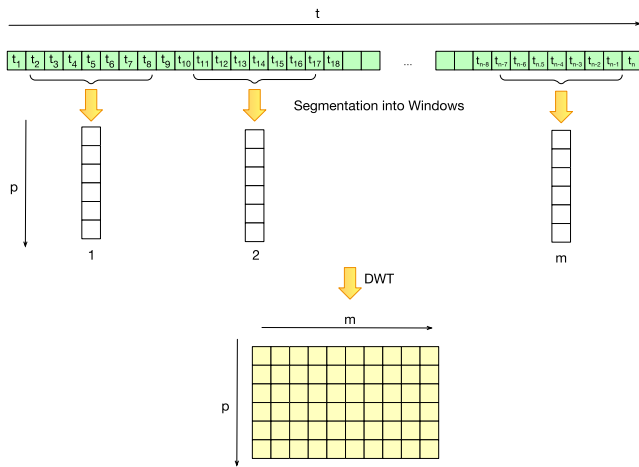 t
t1 t2 t3 t4 t5 t6 t7 t8 t9 t10 t11 t12 t13 t14 t15 t16 t17 t18 ... tn-8 tn-7 tn-6 tn.5 tn-4 tn-3 tn-2 tn-1 tn
Segmentation into Windows
p
1 2 m
DWT
m
p